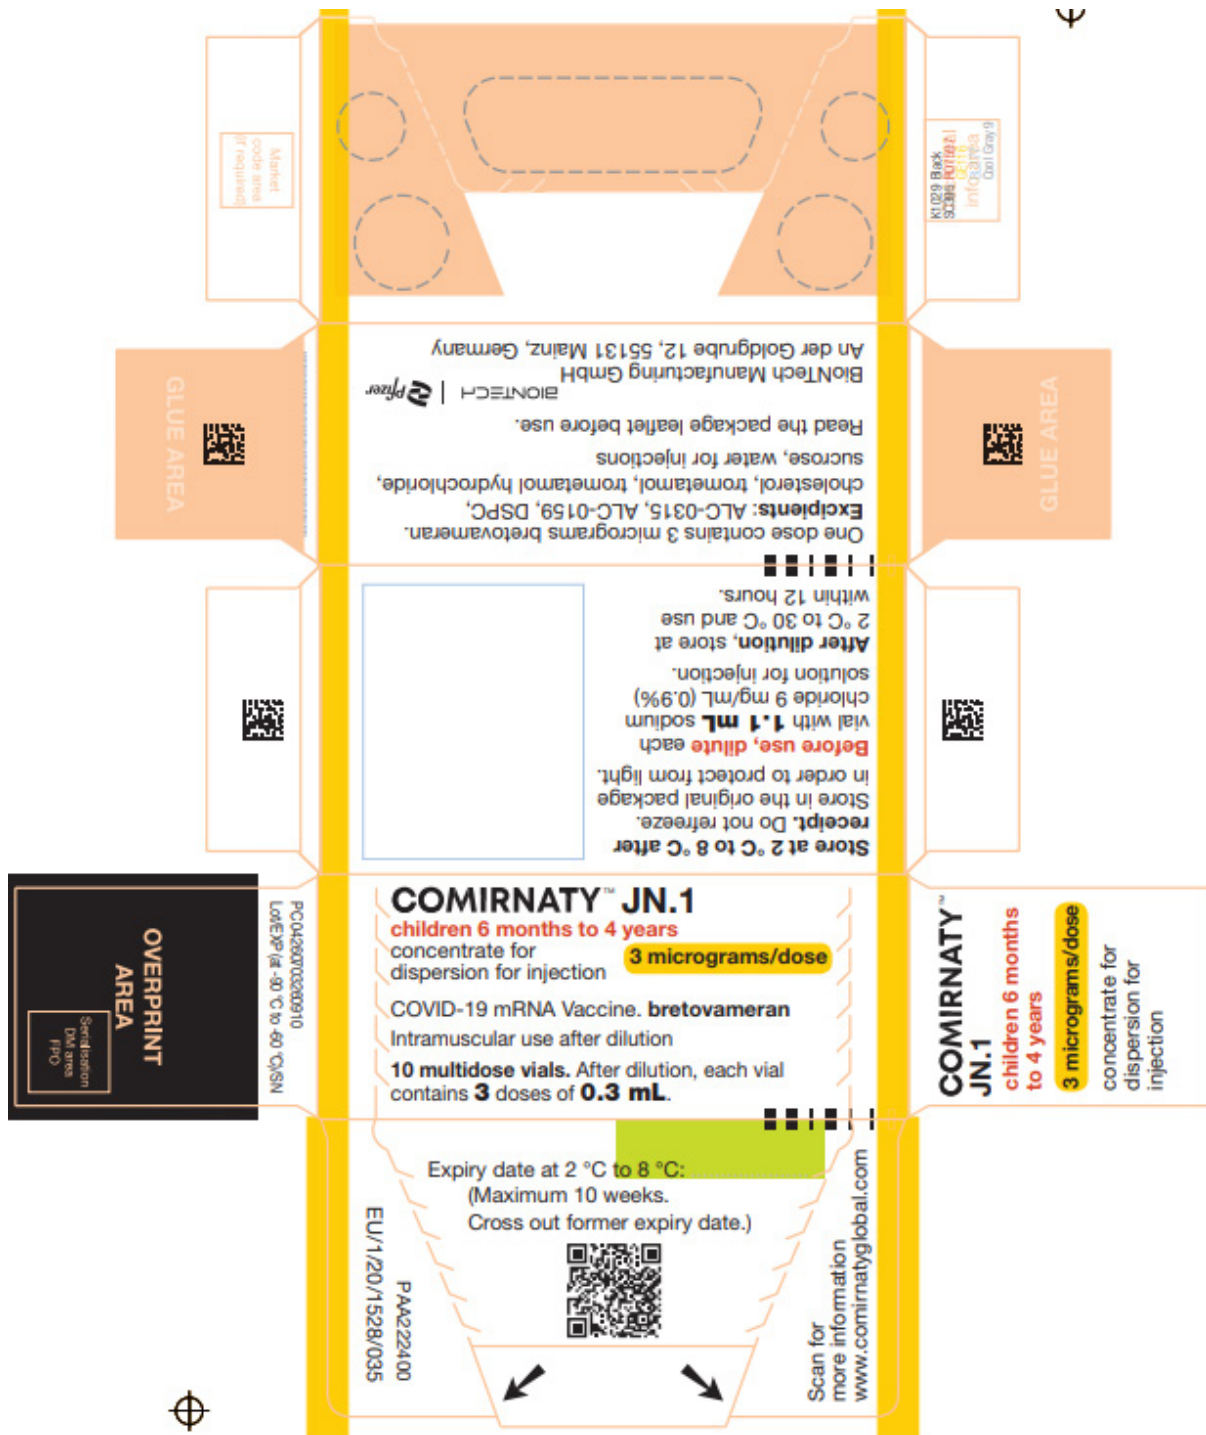 Market
code area
(if required)
K1029 Black
Cool Gray 9
info area
An der Goldgrube 12, 55131 Mainz, Germany
BioNTech Manufacturing GmbH
BIONTECH | Pfizer
Read the package leaflet before use.
One dose contains 3 micrograms bretovameran.
Excipients: ALC-0315, ALC-0159, DSPC,
cholesterol, trometamol, trometamol hydrochloride,
sucrose, water for injections
GLUE AREA
GLUE AREA
Store at 2 °C to 8 °C after
receipt. Do not refreeze.
Store in the original package
in order to protect from light.
Before use, dilute each
vial with 1.1 mL sodium
chloride 9 mg/mL (0.9%)
solution for injection.
After dilution, store at
2 °C to 30 °C and use
within 12 hours.
OVERPRINT
AREA
Serialisation
DM area
FPO
PC04260703260910
Lot/EXP (at -90 °C to -60 °C)/SN
COMIRNATY™ JN.1
children 6 months to 4 years
concentrate for
dispersion for injection
3 micrograms/dose
COVID-19 mRNA Vaccine. bretovameran
Intramuscular use after dilution
10 multidose vials. After dilution, each vial
contains 3 doses of 0.3 mL.
COMIRNATY™
JN.1
children 6 months
to 4 years
3 micrograms/dose
concentrate for
dispersion for
injection
Expiry date at 2 °C to 8 °C:
(Maximum 10 weeks.
Cross out former expiry date.)
PAA222400
EU/1/20/1528/035
Scan for
more information
www.comirnatyglobal.com